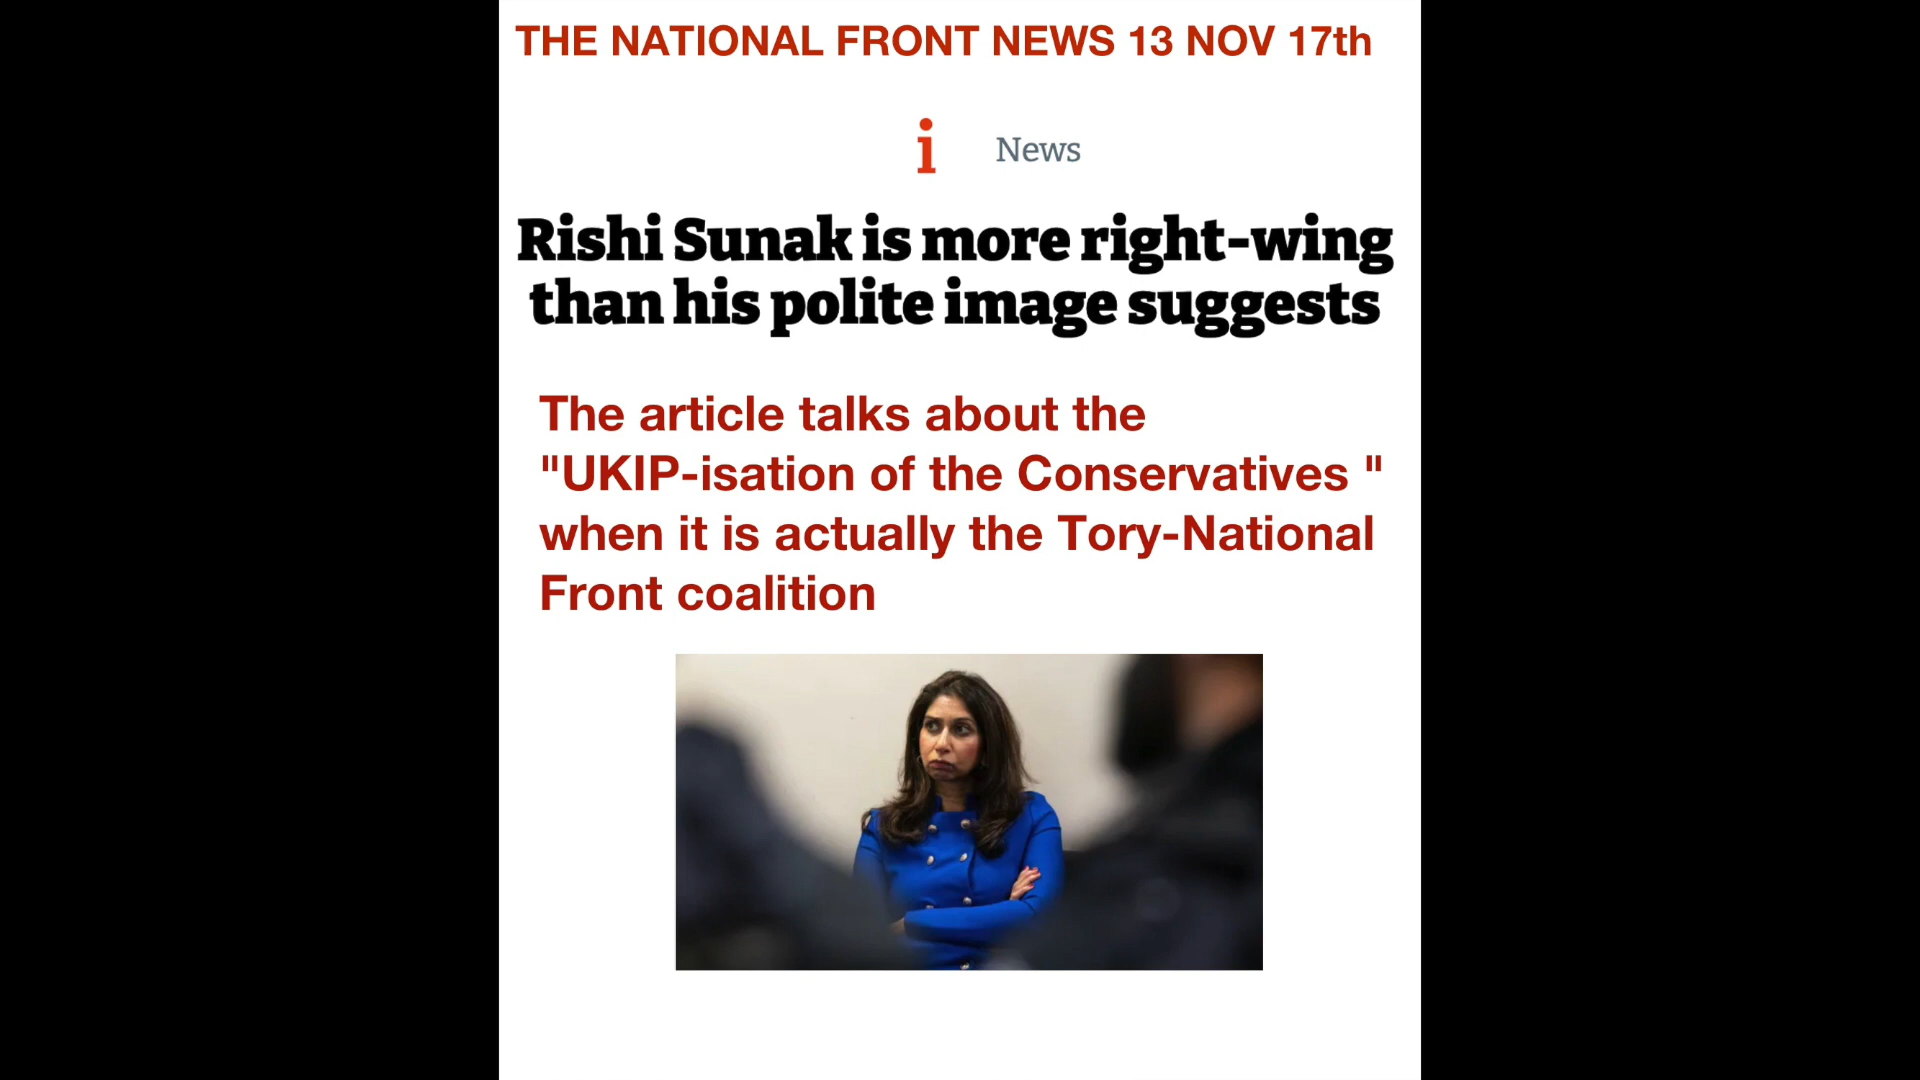 THE NATIONAL FRONT NEWS 13 NOV 17th
i News
Rishi Sunak is more right-wing
than his polite image suggests
The article talks about the
"UKIP-isation of the Conservatives "
when it is actually the Tory-National
Front coalition